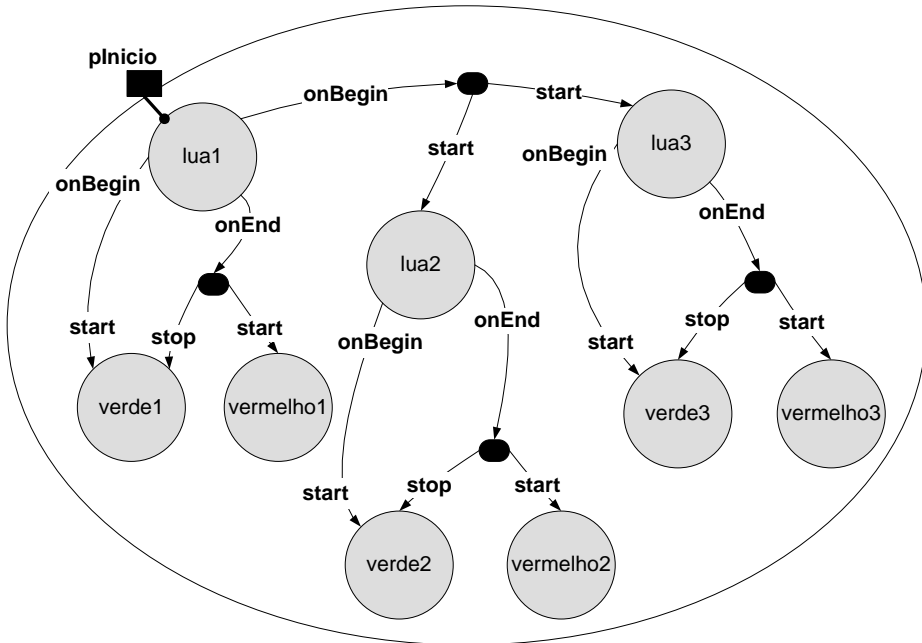 pInicio
onBegin
start
lua1
lua3
onBegin
start
onBegin
onEnd
onEnd
lua2
start
stop
start
onBegin
onEnd
start
stop
start
verde1
vermelho1
verde3
vermelho3
start
stop
start
verde2
vermelho2